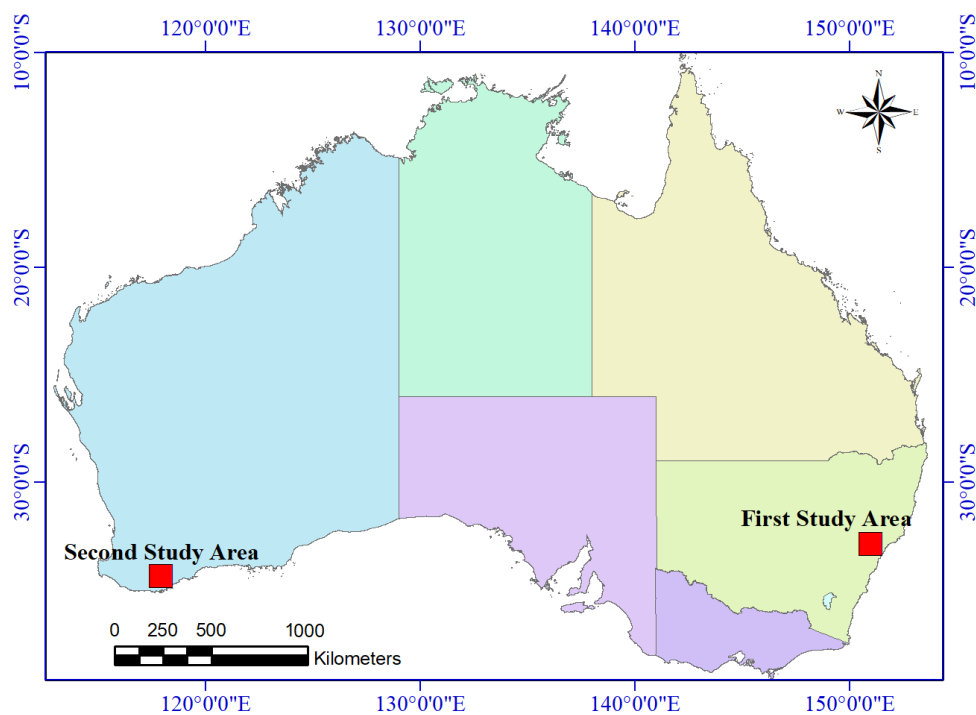 120°0'0"E 130°0'0"E 140°0'0"E 150°0'0"E
10°0'0"S 10°0'0"S
N
W E
S
20°0'0"S 20°0'0"S
30°0'0"S 30°0'0"S
First Study Area
Second Study Area
0 250 500 1000
Kilometers
120°0'0"E 130°0'0"E 140°0'0"E 150°0'0"E